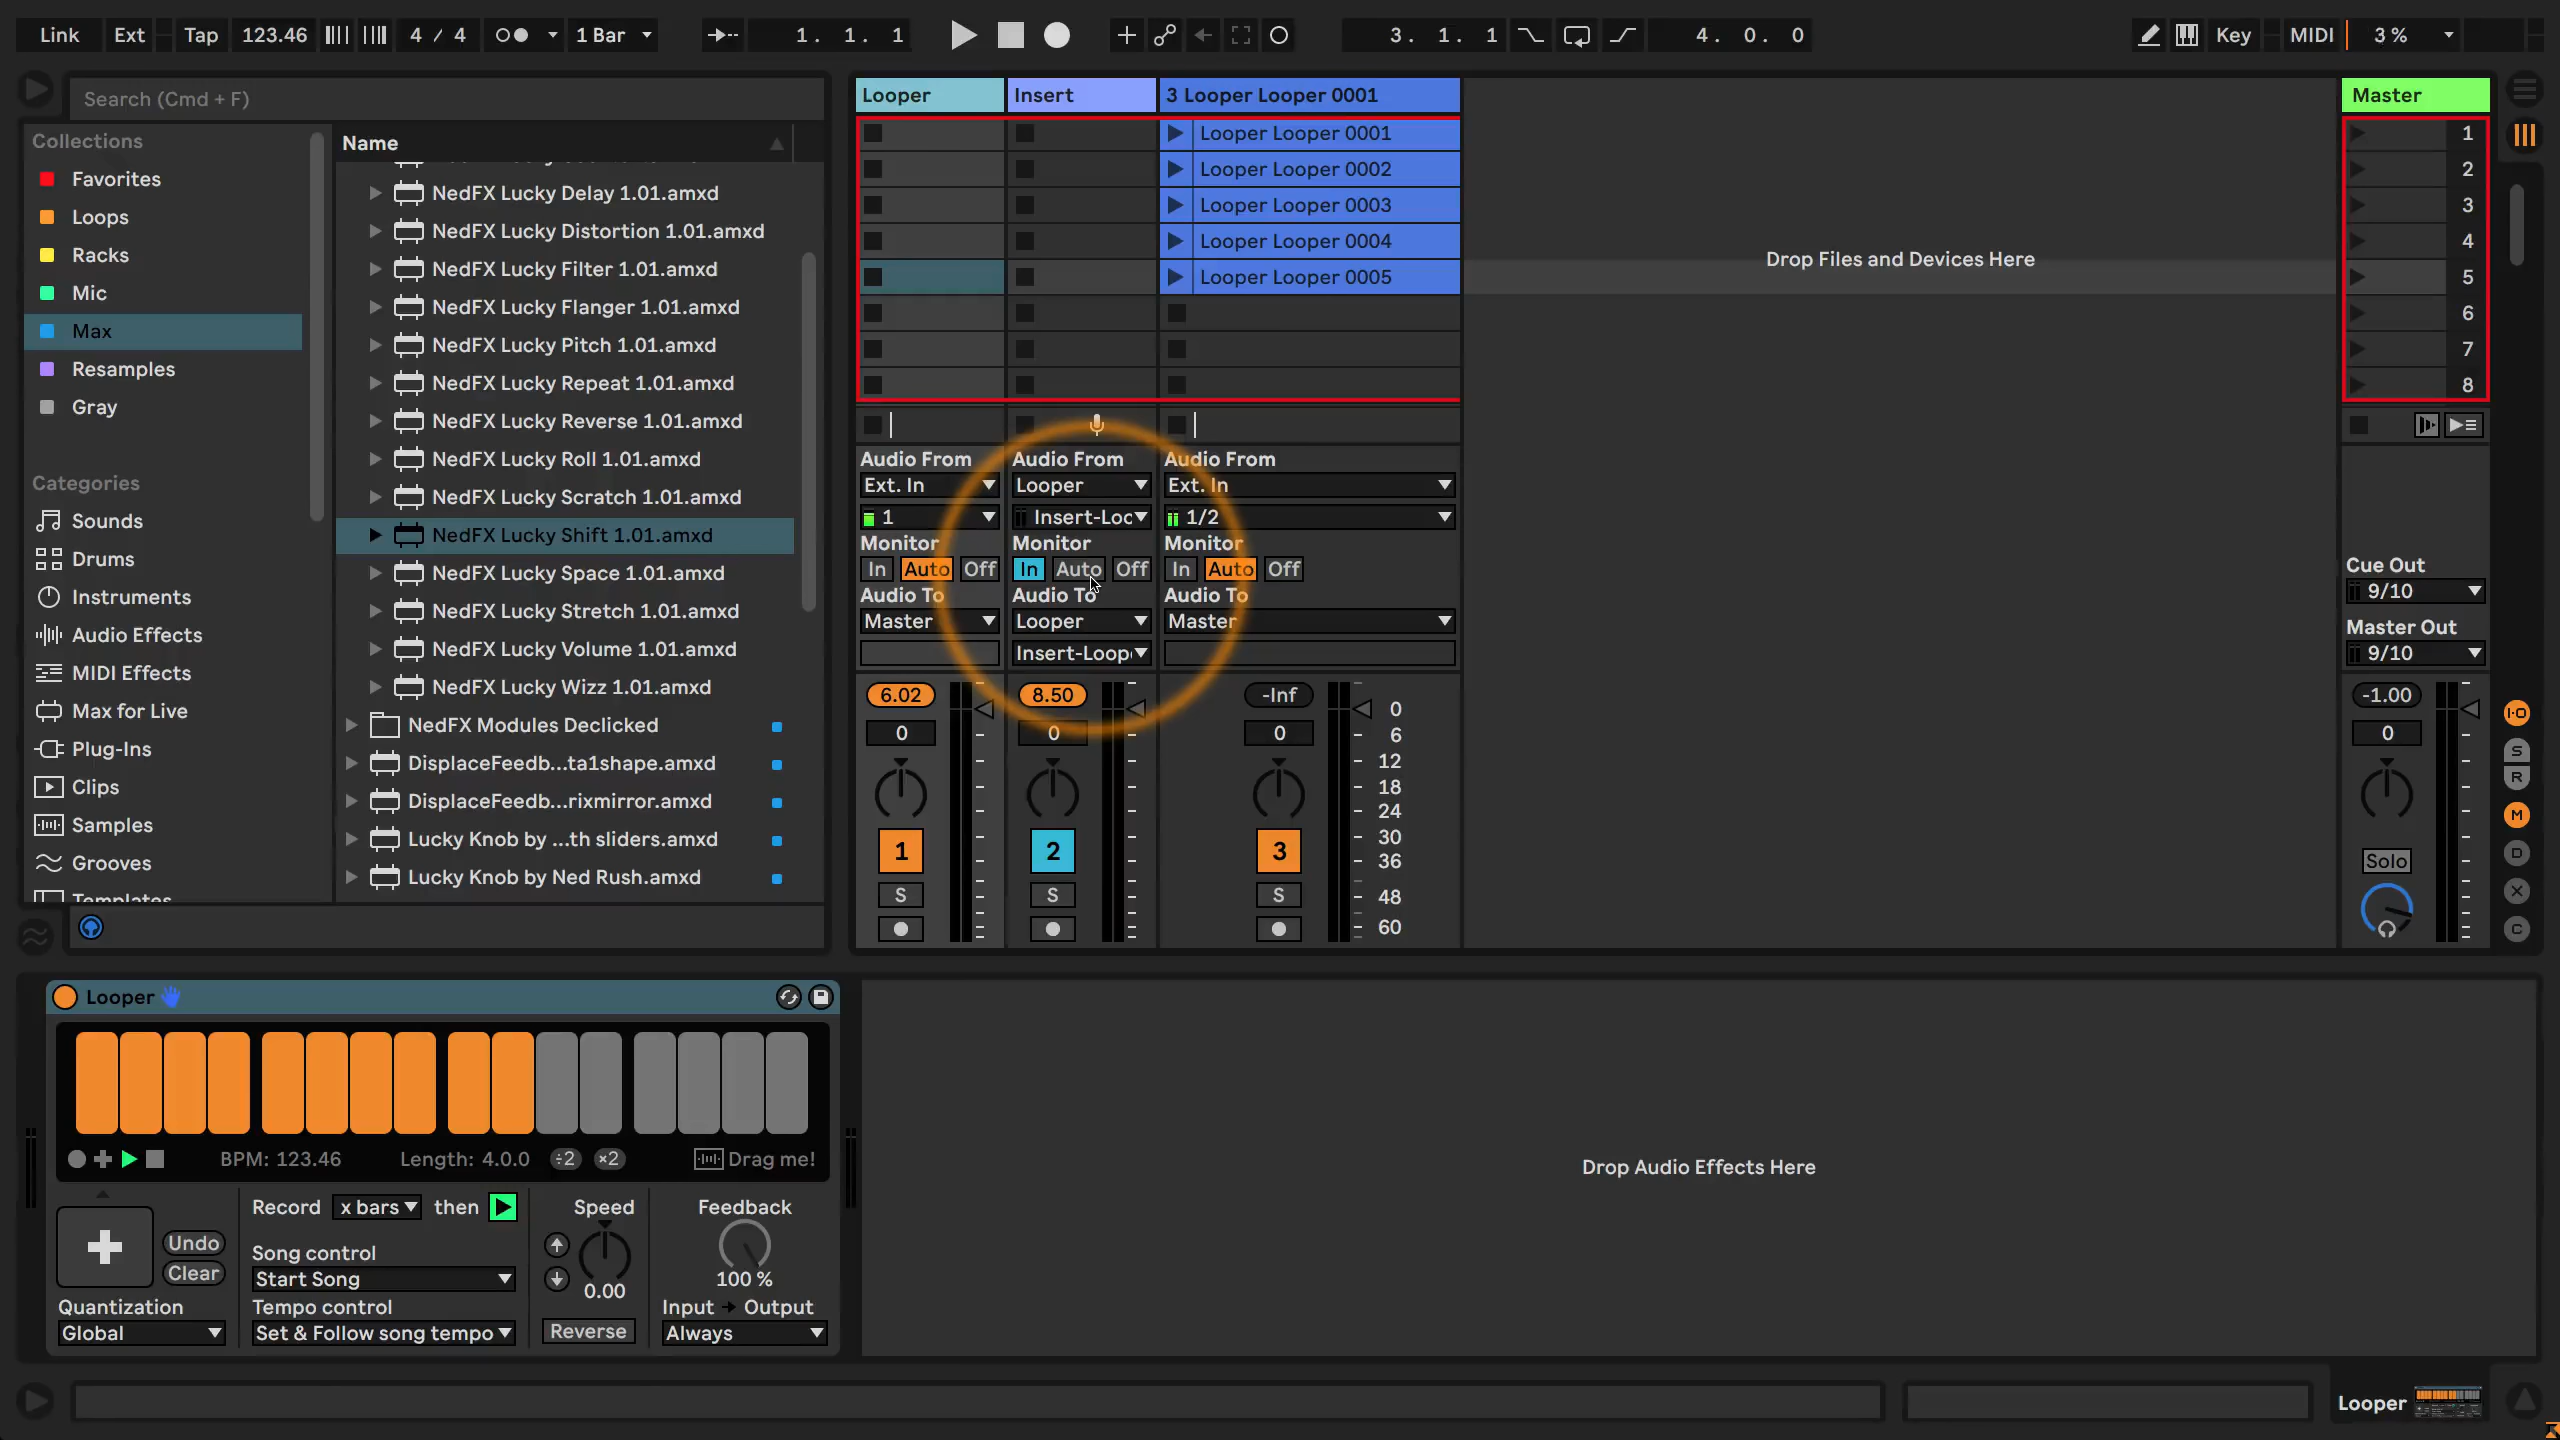 Link Ext Tap 123.46 4 / 4 1 Bar 1. 1. 1 3. 1. 1 4. 0. 0 Key MIDI 3 %
Search (Cmd + F)
Collections
Favorites
Loops
Racks
Mic
Max
Resamples
Gray
Categories
Sounds
Drums
Instruments
Audio Effects
MIDI Effects
Max for Live
Plug-Ins
Clips
Samples
Grooves
Templates
Name
NedFX Lucky Delay 1.01.amxd
NedFX Lucky Distortion 1.01.amxd
NedFX Lucky Filter 1.01.amxd
NedFX Lucky Flanger 1.01.amxd
NedFX Lucky Pitch 1.01.amxd
NedFX Lucky Repeat 1.01.amxd
NedFX Lucky Reverse 1.01.amxd
NedFX Lucky Roll 1.01.amxd
NedFX Lucky Scratch 1.01.amxd
NedFX Lucky Shift 1.01.amxd
NedFX Lucky Space 1.01.amxd
NedFX Lucky Stretch 1.01.amxd
NedFX Lucky Volume 1.01.amxd
NedFX Lucky Wizz 1.01.amxd
NedFX Modules Declicked
DisplaceFeedb...ta1shape.amxd
DisplaceFeedb...rixmirror.amxd
Lucky Knob by ...th sliders.amxd
Lucky Knob by Ned Rush.amxd
Looper Insert 3 Looper Looper 0001 Master
Looper Looper 0001 1
Looper Looper 0002 2
Looper Looper 0003 3
Looper Looper 0004 4
Looper Looper 0005 5
6
7
8
Drop Files and Devices Here
Audio From Audio From Audio From
Ext. In Looper Ext. In
1 Insert-Loo 1/2
Monitor Monitor Monitor
In Auto Off In Auto Off In Auto Off
Audio To Audio To Audio To
Master Looper Master
Insert-Loope
Cue Out
9/10
Master Out
9/10
6.02 8.50 -Inf -1.00
0 0 0 0
0
6
12
18
24
30
36
48
60
1 2 3 Solo
S S S
I-O
S
R
M
D
X
C
Looper
BPM: 123.46 Length: 4.0.0 ÷2 ×2 Drag me!
Record x bars then Speed Feedback
Undo
Clear
Song control
Start Song
0.00
100 %
Quantization Tempo control Input Output
Global Set & Follow song tempo Reverse Always
Drop Audio Effects Here
Looper